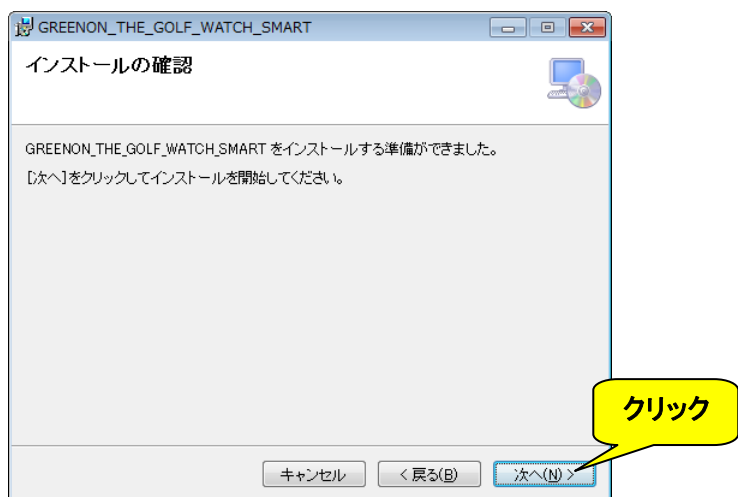 GREENON_THE_GOLF_WATCH_SMART
インストールの確認
GREENON_THE_GOLF_WATCH_SMART をインストールする準備ができました。
[次へ]をクリックしてインストールを開始してください。
クリック
キャンセル
< 戻る(B)
次へ(N) >